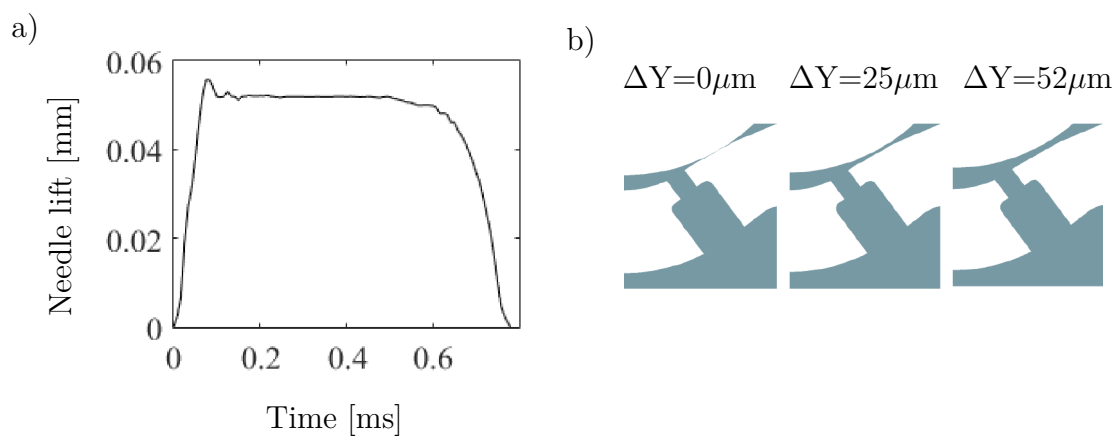 a)
0.06
0.04
0.02
0
Needle lift [mm]
0
0.2
0.4
0.6
Time [ms]
b)
ΔY=0μm ΔY=25μm ΔY=52μm